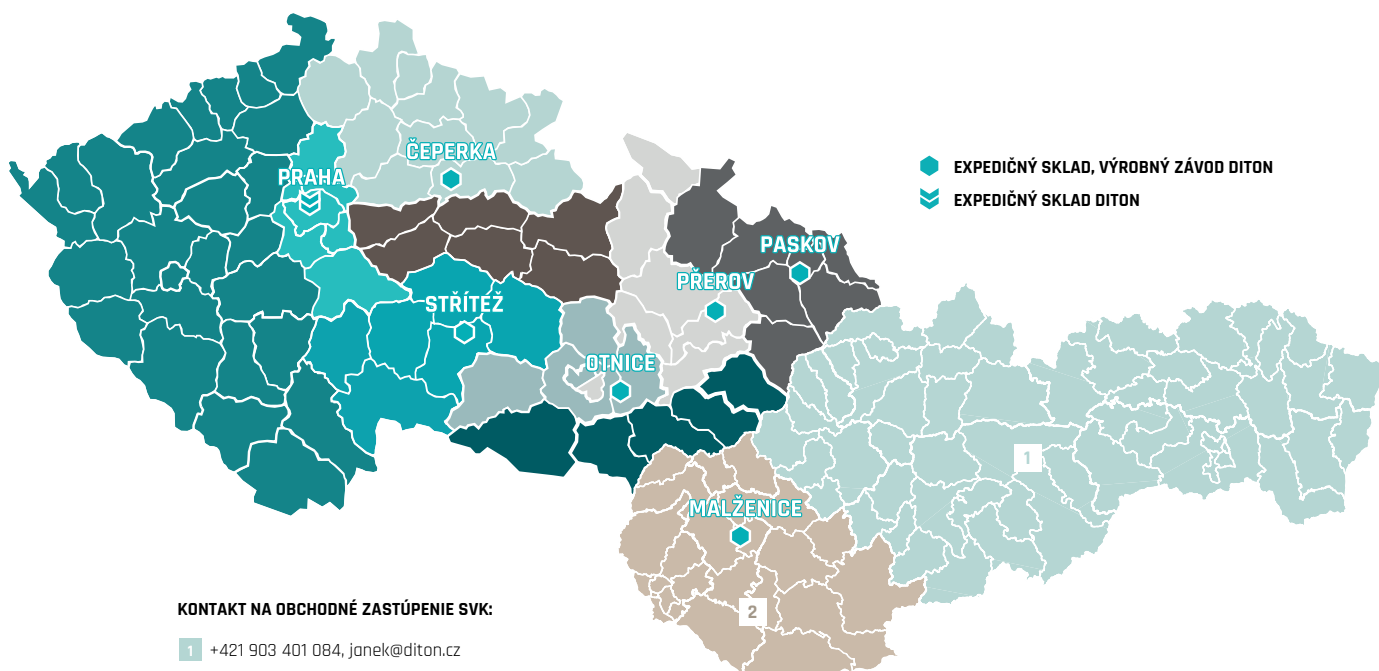 ČEPERKA
PRAHA
EXPEDIČNÝ SKLAD, VÝROBNÝ ZÁVOD DITON
EXPEDIČNÝ SKLAD DITON
PASKOV
PŘEROV
STŘÍTEŽ
OTNICE
1
MALŽENICE
2
KONTAKT NA OBCHODNÉ ZASTÚPENIE SVK:
1 +421 903 401 084, janek@diton.cz